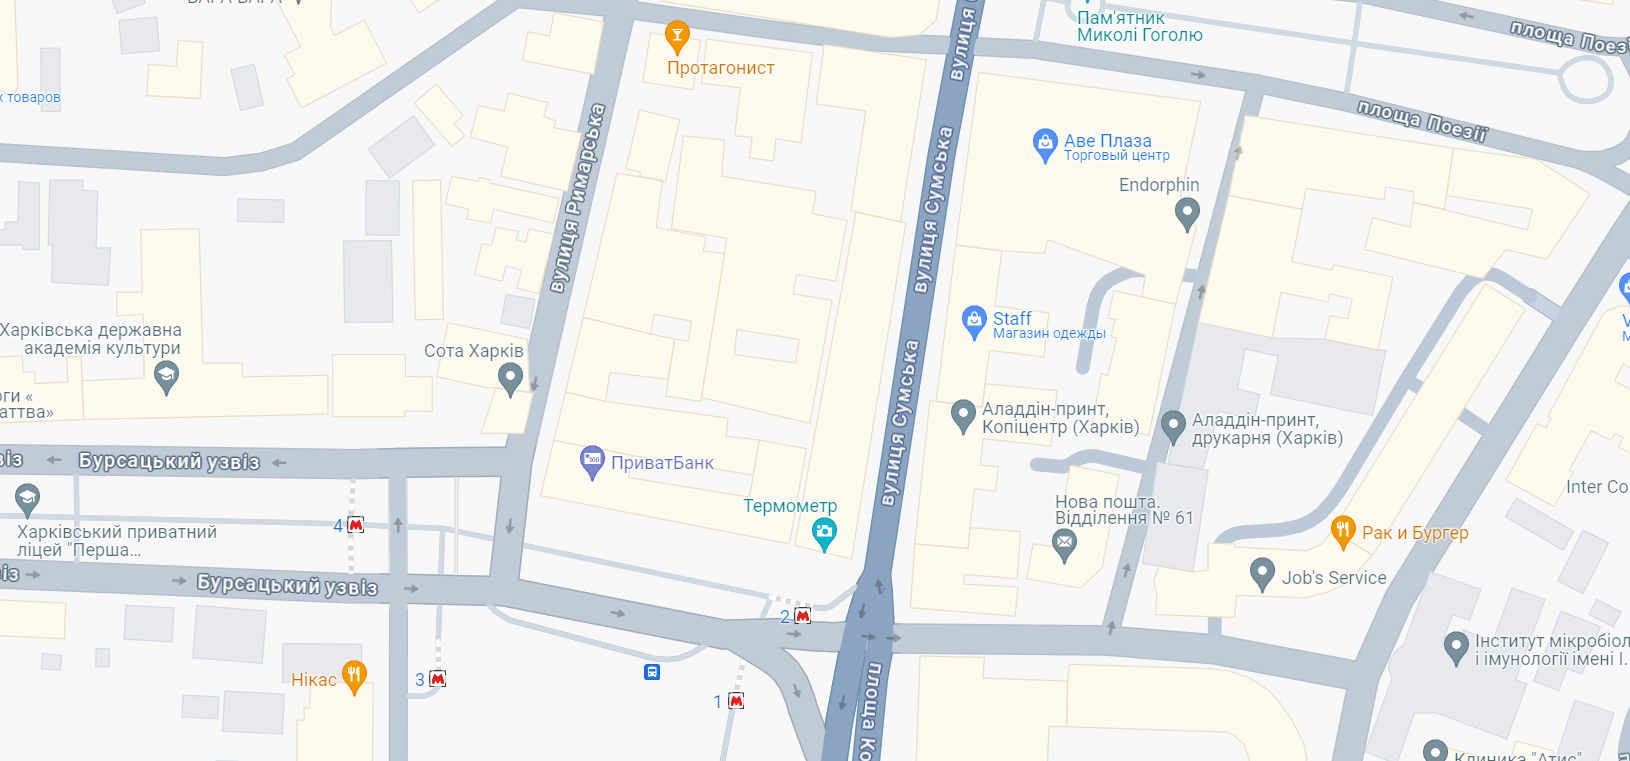 Пам'ятник
Миколі Гоголю
площа Поезії
Протагонист
вулиця
х товаров
площа Поезії
вулиця Римарська
вулиця Сумська
Аве Плаза
Торговый центр
Endorphin
Staff
Магазин одежды
Харківська державна
академія культури
Сота Харків
вулиця Сумська
Аладдін-принт,
Копіцентр (Харків)
Аладдін-принт,
друкарня (Харків)
Бурсацький узвіз
ПриватБанк
вулиця Сумська
Термометр
Inter Co
Нова пошта.
Відділення № 61
Харківський приватний
ліцей "Перша...
4
Рак и Бургер
Job's Service
Бурсацький узвіз
2
Інститут мікробіол
і імунології імені І.
Нікас
3
1
площа Ко
Клиника "Атис"